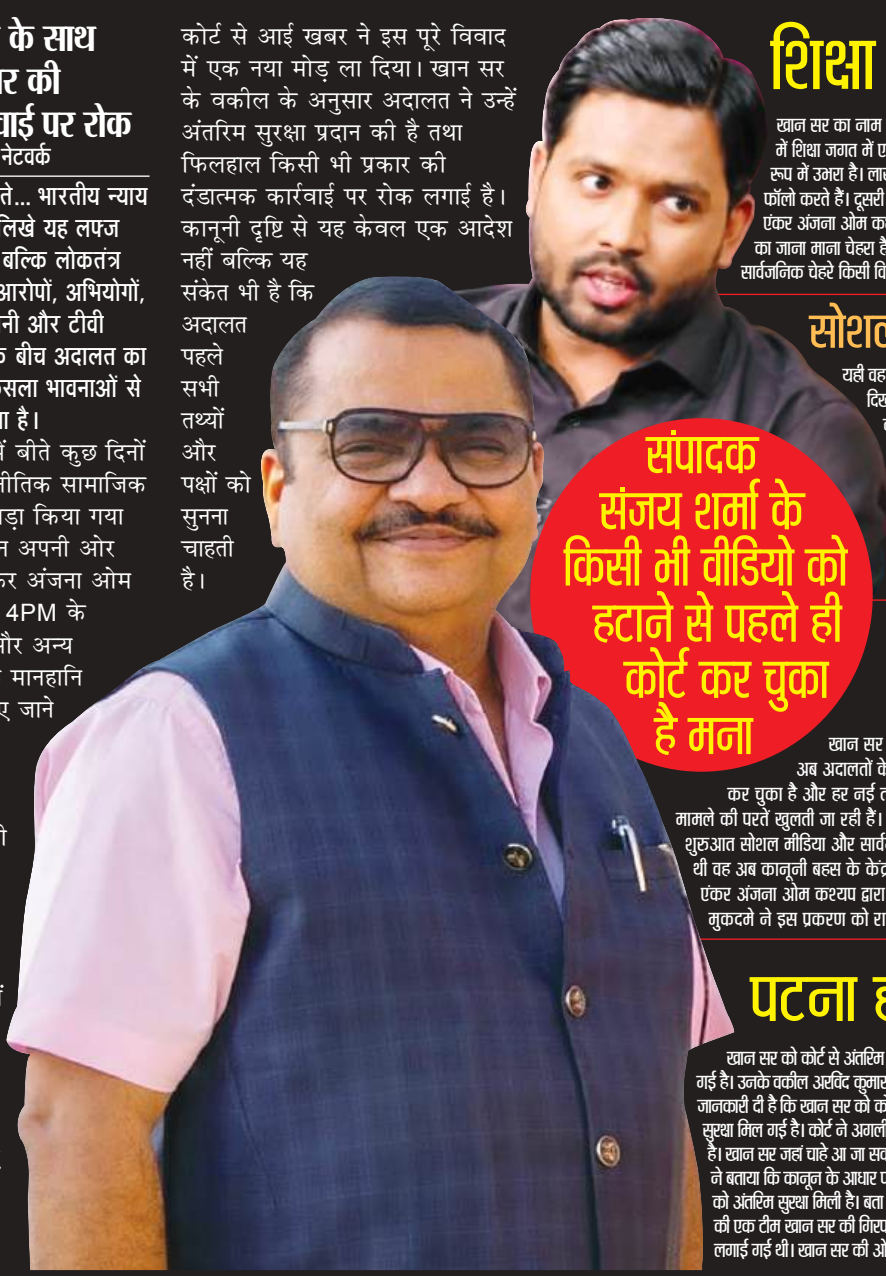 के साथ
की
पर रोक
नेटवर्क
भारतीय न्याय
लिखे यह लफ्ज
बल्कि लोकतंत्र
आरोपों, अभियोगों,
और टीवी
बीच अदालत का
भावनाओं से
है।
बीते कुछ दिनों
सामाजिक
किया गया
अपनी ओर
अंजना ओम
4PM के
और अन्य
मानहानि
जाने
कोर्ट से आई खबर ने इस पूरे विवाद
में एक नया मोड़ ला दिया। खान सर
के वकील के अनुसार अदालत ने उन्हें
अंतरिम सुरक्षा प्रदान की है तथा
फिलहाल किसी भी प्रकार की
दंडात्मक कार्रवाई पर रोक लगाई है।
कानूनी दृष्टि से यह केवल एक आदेश
नहीं बल्कि यह
संकेत भी है कि
अदालत
पहले
सभी
तथ्यों
और
पक्षों को
सुनना
चाहती
है।
संपादक
संजय शर्मा के
किसी भी वीडियो को
हटाने से पहले ही
कोर्ट कर चुका
है मना
शिक्षा
खान सर का नाम
में शिक्षा जगत में
रूप में उभरा है।
फॉलो करते हैं। दूसरी
एंकर अंजना ओम
का जाना माना चेहरा
सार्वजनिक चेहरे किसी
यही वह
खान सर
अब अदालतों के
कर चुका है और हर नई
मामले की परतें खुलती जा रही हैं।
शुरुआत सोशल मीडिया और
थी वह अब कानूनी बहस के
एंकर अंजना ओम कश्यप द्वारा
मुकदमे ने इस प्रकरण को
पटना
खान सर को कोर्ट से अंतरिम
गई है। उनके वकील अरविंद कुमार
जानकारी दी है कि खान सर को
सुरक्षा मिल गई है। कोर्ट ने अगली
है। खान सर जहां चाहे आ जा
ने बताया कि कानून के आधार
को अंतरिम सुरक्षा मिली है। बता
की एक टीम खान सर की
लगाई गई थी। खान सर की